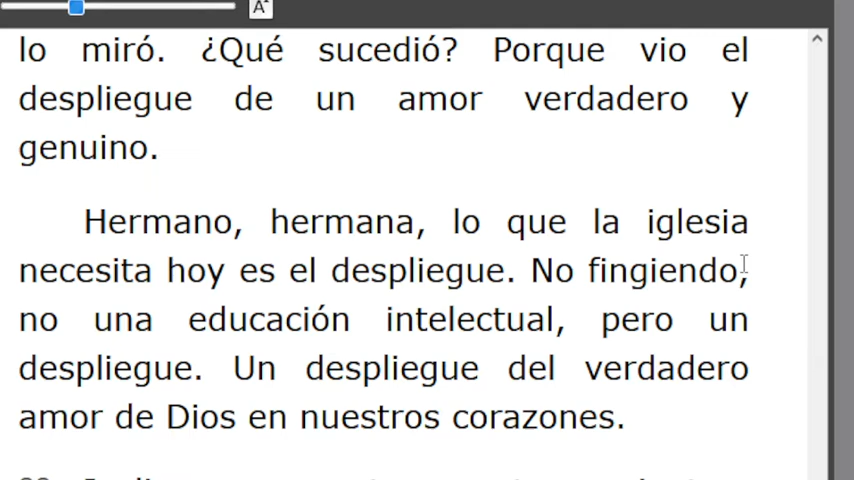 A
lo miró. ¿Qué sucedió? Porque vio el
despliegue de un amor verdadero y
genuino.
Hermano, hermana, lo que la iglesia
necesita hoy es el despliegue. No fingiendo,
no una educación intelectual, pero un
despliegue. Un despliegue del verdadero
amor de Dios en nuestros corazones.